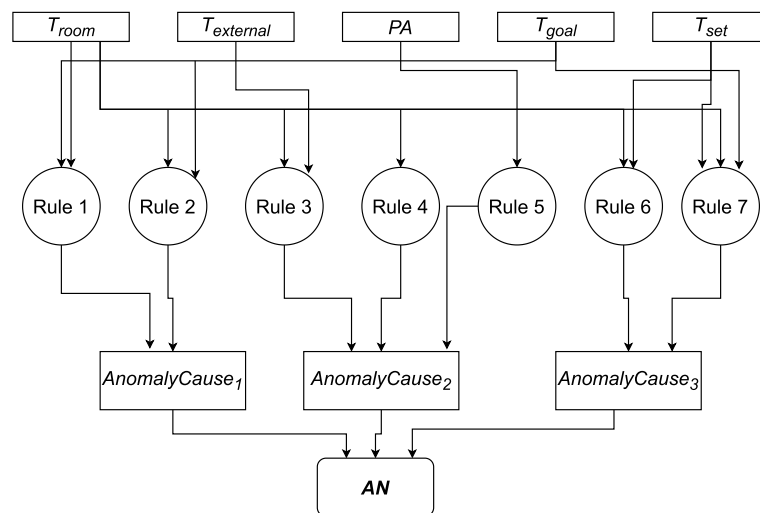 T_room
T_external
PA
T_goal
T_set
Rule 1
Rule 2
Rule 3
Rule 4
Rule 5
Rule 6
Rule 7
AnomalyCause_1
AnomalyCause_2
AnomalyCause_3
AN